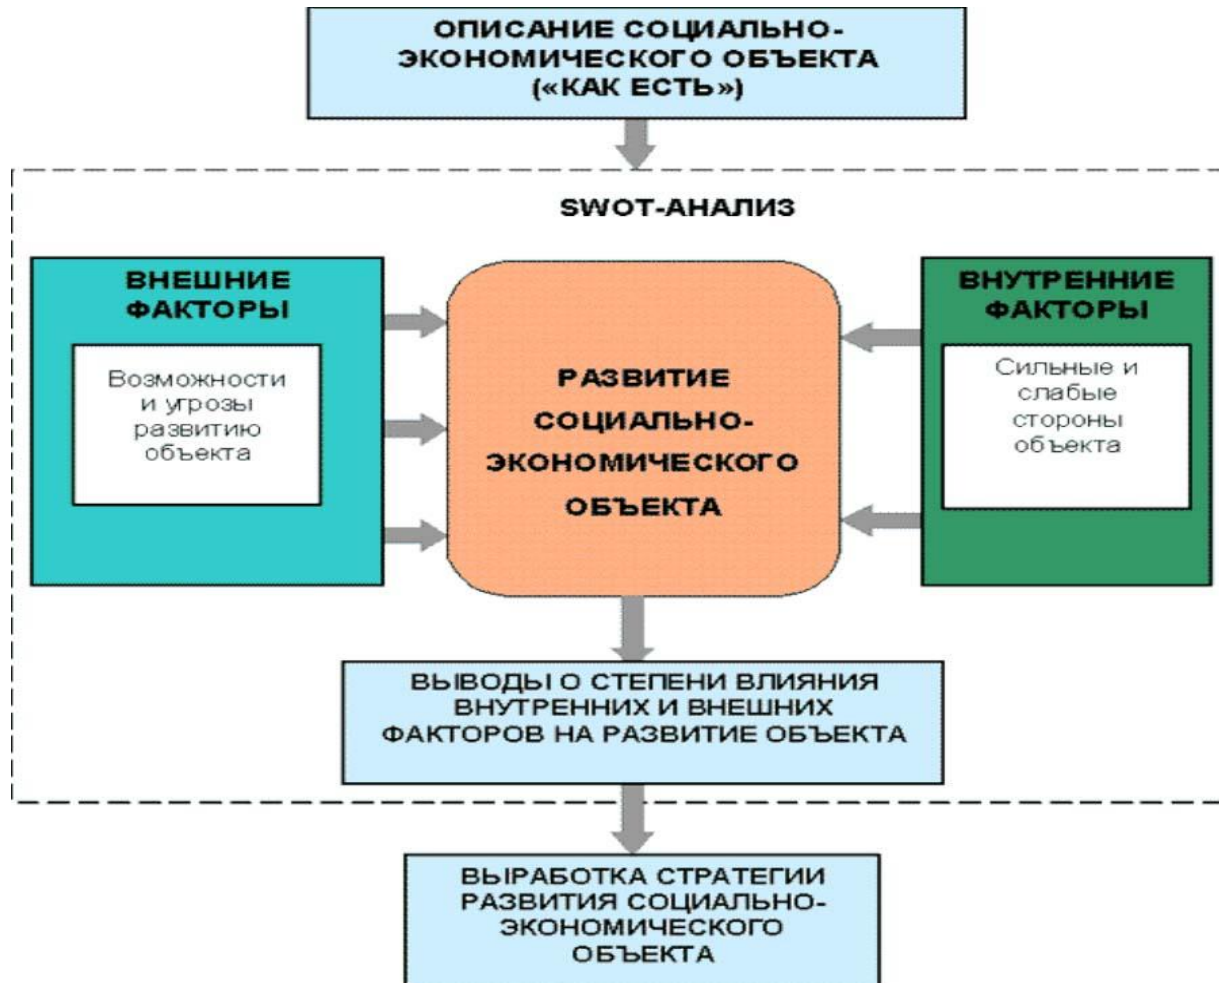 ОПИСАНИЕ СОЦИАЛЬНО-
ЭКОНОМИЧЕСКОГО ОБЪЕКТА
(«КАК ЕСТЬ»)
SWOT-АНАЛИЗ
ВНЕШНИЕ
ФАКТОРЫ
Возможности
и угрозы
развитию
объекта
РАЗВИТИЕ
СОЦИАЛЬНО-
ЭКОНОМИЧЕСКОГО
ОБЪЕКТА
ВНУТРЕННИЕ
ФАКТОРЫ
Сильные и
слабые
стороны
объекта
ВЫВОДЫ О СТЕПЕНИ ВЛИЯНИЯ
ВНУТРЕННИХ И ВНЕШНИХ
ФАКТОРОВ НА РАЗВИТИЕ ОБЪЕКТА
ВЫРАБОТКА СТРАТЕГИИ
РАЗВИТИЯ СОЦИАЛЬНО-
ЭКОНОМИЧЕСКОГО
ОБЪЕКТА